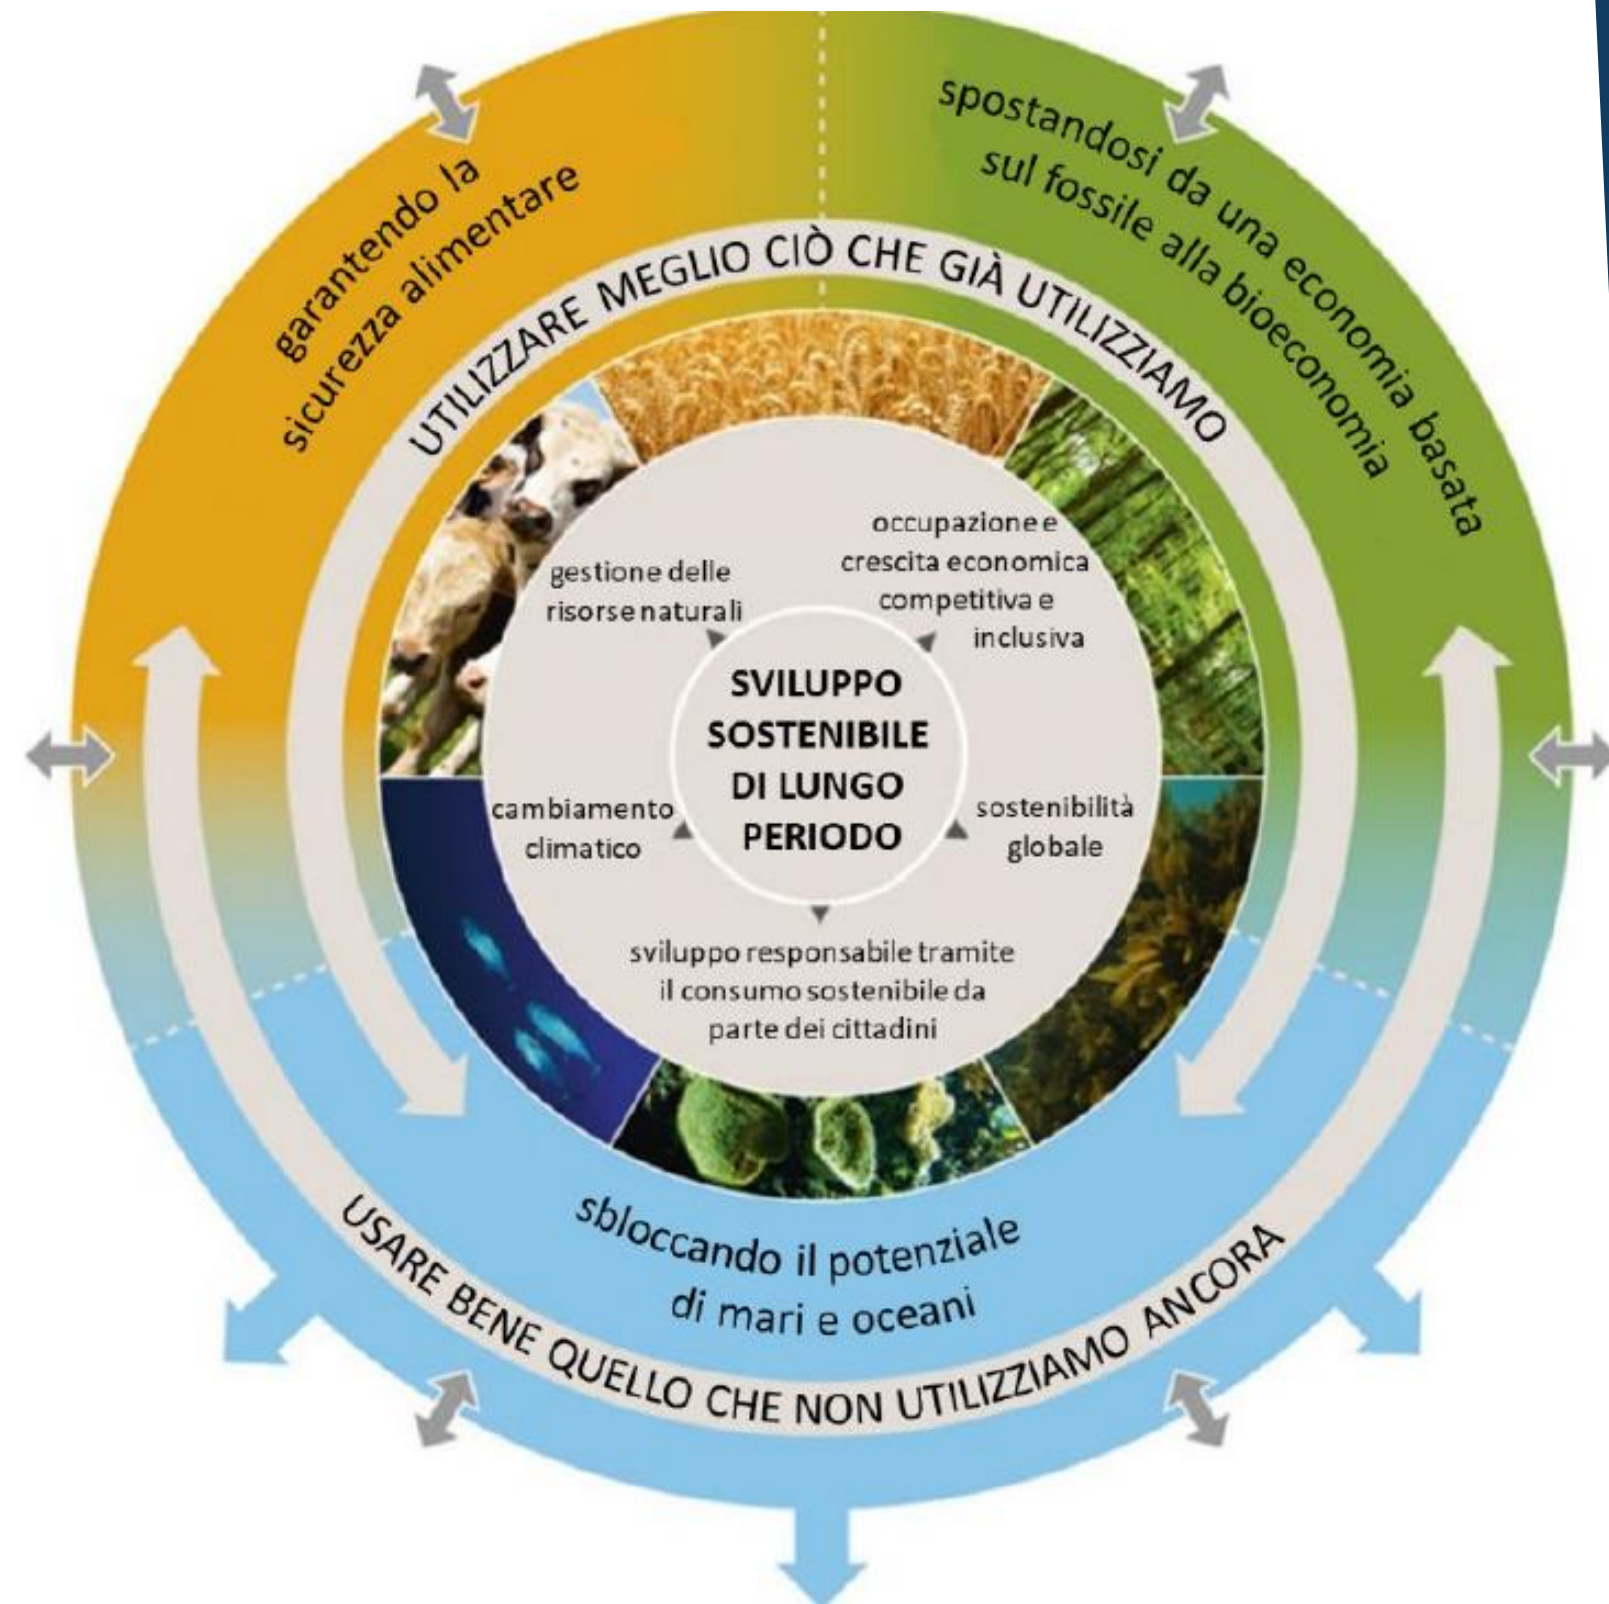 garantendo la
sicurezza alimentare
spostandosi da una economia basata
sul fossile alla bioeconomia
UTILIZZARE MEGLIO CIÒ CHE GIÀ UTILIZZIAMO
gestione delle
risorse naturali
occupazione e
crescita economica
competitiva e
inclusiva
SVILUPPO
SOSTENIBILE
DI LUNGO
PERIODO
cambiamento
climatico
sostenibilità
globale
sviluppo responsabile tramite
il consumo sostenibile da
parte dei cittadini
sbloccando il potenziale
di mari e oceani
USARE BENE QUELLO CHE NON UTILIZZIAMO ANCORA